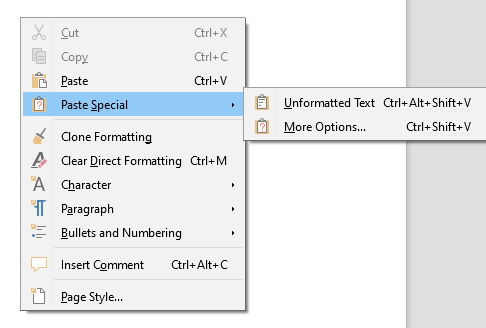 Cut Ctrl+X
Copy Ctrl+C
Paste Ctrl+V
Paste Special
Unformatted Text Ctrl+Alt+Shift+V
More Options... Ctrl+Shift+V
Clone Formatting
Clear Direct Formatting Ctrl+M
Character
Paragraph
Bullets and Numbering
Insert Comment Ctrl+Alt+C
Page Style...